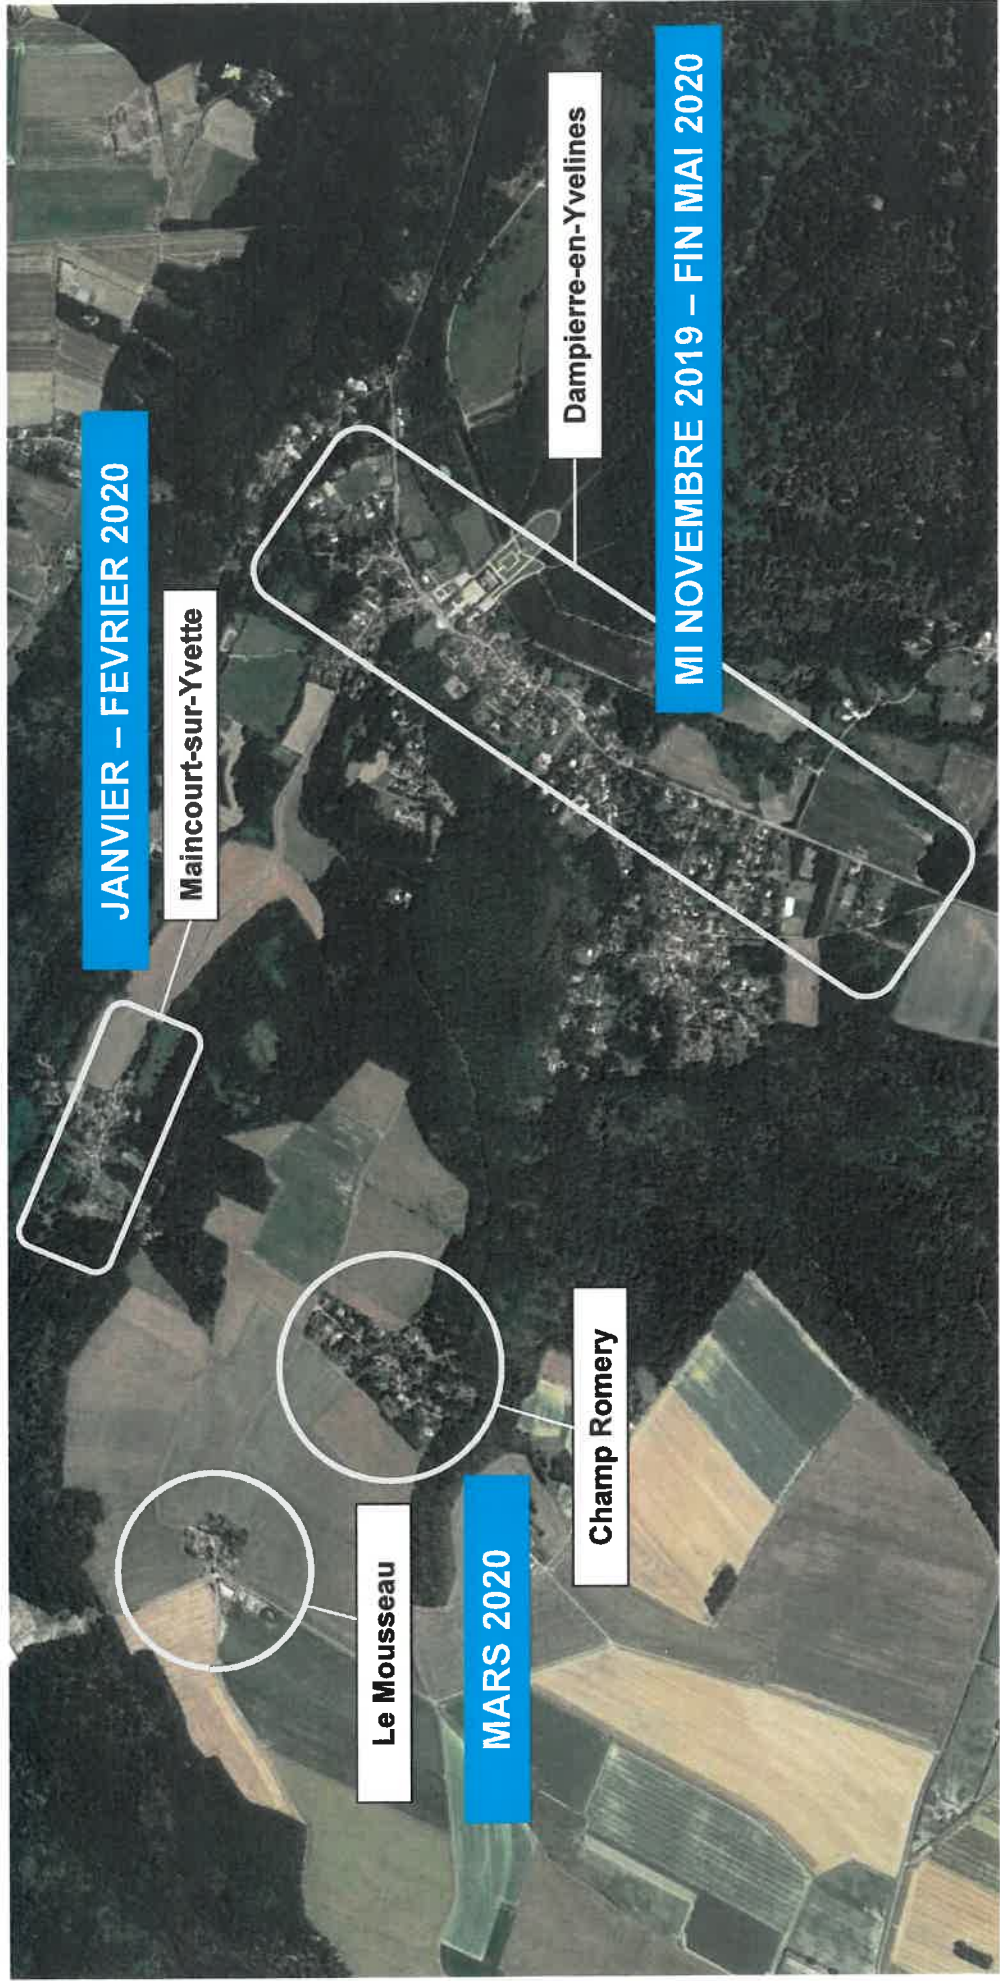 JANVIER – FEVRIER 2020
Maincourt-sur-Yvette
Dampierre-en-Yvelines
MI NOVEMBRE 2019 – FIN MAI 2020
Le Mousseau
MARS 2020
Champ Romery